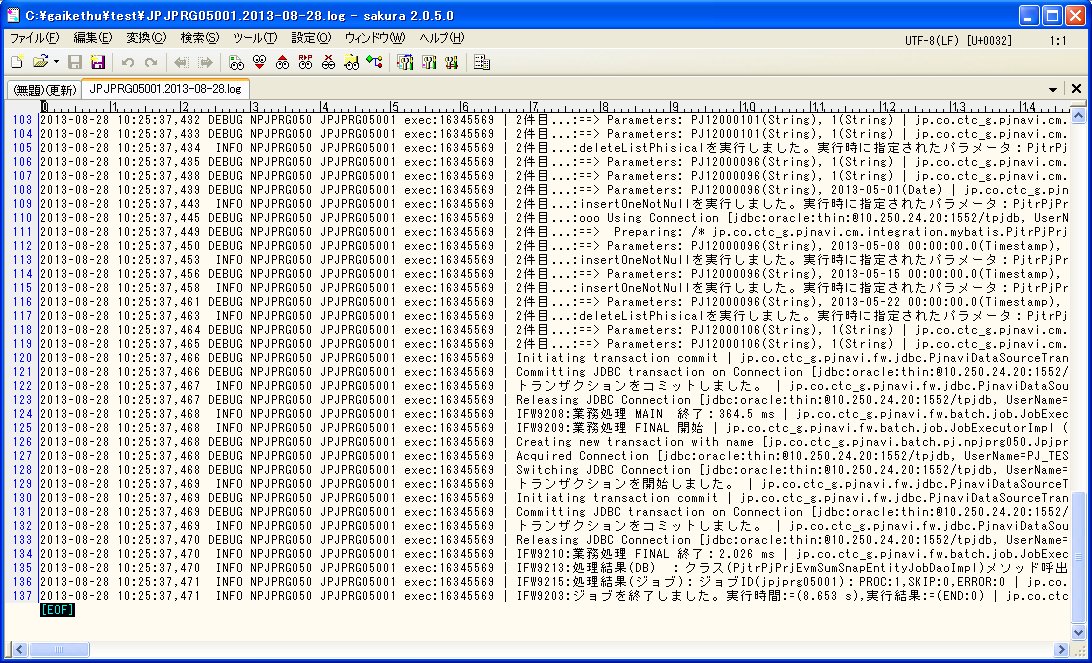 C:¥gaikethu¥test¥JPJPRG05001.2013-08-28.log - sakura 2.0.5.0
ファイル(F) 編集(E) 変換(C) 検索(S) ツール(T) 設定(O) ウィンドウ(W) ヘルプ(H) UTF-8(LF) [U+0032] 1:1
(無題)(更新) JPJPRG05001.2013-08-28.log
0 1 2 3 4 5 6 7 8 9 10 11 12 13 14
103 2013-08-28 10:25:37,432 DEBUG NPJPRG050 JPJPRG05001 exec:16345569 | 2件目...:==> Parameters: PJ12000101(String), 1(String) | jp.co.ctc_g.pjnavi.cm.
104 2013-08-28 10:25:37,433 DEBUG NPJPRG050 JPJPRG05001 exec:16345569 | 2件目...:==> Parameters: PJ12000101(String), 1(String) | jp.co.ctc_g.pjnavi.cm.
105 2013-08-28 10:25:37,434 INFO NPJPRG050 JPJPRG05001 exec:16345569 | 2件目...:deleteListPhisicalを実行しました。実行時に指定されたパラメータ:PjtrPj
106 2013-08-28 10:25:37,435 DEBUG NPJPRG050 JPJPRG05001 exec:16345569 | 2件目...:==> Parameters: PJ12000096(String), 1(String) | jp.co.ctc_g.pjnavi.cm.
107 2013-08-28 10:25:37,438 DEBUG NPJPRG050 JPJPRG05001 exec:16345569 | 2件目...:==> Parameters: PJ12000096(String), 1(String) | jp.co.ctc_g.pjnavi.cm.
108 2013-08-28 10:25:37,439 DEBUG NPJPRG050 JPJPRG05001 exec:16345569 | 2件目...:==> Parameters: PJ12000096(String), 2013-05-01(Date) | jp.co.ctc_g.pjn
109 2013-08-28 10:25:37,443 INFO NPJPRG050 JPJPRG05001 exec:16345569 | 2件目...:insertOneNotNullを実行しました。実行時に指定されたパラメータ:PjtrPjPr
110 2013-08-28 10:25:37,445 DEBUG NPJPRG050 JPJPRG05001 exec:16345569 | 2件目...:ooo Using Connection [jdbc:oracle:thin:@10.250.24.20:1552/tpjdb, UserN
111 2013-08-28 10:25:37,449 DEBUG NPJPRG050 JPJPRG05001 exec:16345569 | 2件目...:==>  Preparing: /* jp.co.ctc_g.pjnavi.cm.integration.mybatis.PjtrPjPrj
112 2013-08-28 10:25:37,450 DEBUG NPJPRG050 JPJPRG05001 exec:16345569 | 2件目...:==> Parameters: PJ12000096(String), 2013-05-08 00:00:00.0(Timestamp),
113 2013-08-28 10:25:37,453 INFO NPJPRG050 JPJPRG05001 exec:16345569 | 2件目...:insertOneNotNullを実行しました。実行時に指定されたパラメータ:PjtrPjPr
114 2013-08-28 10:25:37,456 DEBUG NPJPRG050 JPJPRG05001 exec:16345569 | 2件目...:==> Parameters: PJ12000096(String), 2013-05-15 00:00:00.0(Timestamp),
115 2013-08-28 10:25:37,458 INFO NPJPRG050 JPJPRG05001 exec:16345569 | 2件目...:insertOneNotNullを実行しました。実行時に指定されたパラメータ:PjtrPjPr
116 2013-08-28 10:25:37,461 DEBUG NPJPRG050 JPJPRG05001 exec:16345569 | 2件目...:==> Parameters: PJ12000096(String), 2013-05-22 00:00:00.0(Timestamp),
117 2013-08-28 10:25:37,463 INFO NPJPRG050 JPJPRG05001 exec:16345569 | 2件目...:deleteListPhisicalを実行しました。実行時に指定されたパラメータ:PjtrPj
118 2013-08-28 10:25:37,464 DEBUG NPJPRG050 JPJPRG05001 exec:16345569 | 2件目...:==> Parameters: PJ12000106(String), 1(String) | jp.co.ctc_g.pjnavi.cm.
119 2013-08-28 10:25:37,465 DEBUG NPJPRG050 JPJPRG05001 exec:16345569 | 2件目...:==> Parameters: PJ12000106(String), 1(String) | jp.co.ctc_g.pjnavi.cm.
120 2013-08-28 10:25:37,466 DEBUG NPJPRG050 JPJPRG05001 exec:16345569 | Initiating transaction commit | jp.co.ctc_g.pjnavi.fw.jdbc.PjnaviDataSourceTran
121 2013-08-28 10:25:37,466 DEBUG NPJPRG050 JPJPRG05001 exec:16345569 | Committing JDBC transaction on Connection [jdbc:oracle:thin:@10.250.24.20:1552/
122 2013-08-28 10:25:37,467 INFO NPJPRG050 JPJPRG05001 exec:16345569 | トランザクションをコミットしました。 | jp.co.ctc_g.pjnavi.fw.jdbc.PjnaviDataSou
123 2013-08-28 10:25:37,467 DEBUG NPJPRG050 JPJPRG05001 exec:16345569 | Releasing JDBC Connection [jdbc:oracle:thin:@10.250.24.20:1552/tpjdb, UserName=
124 2013-08-28 10:25:37,468 INFO NPJPRG050 JPJPRG05001 exec:16345569 | IFW9208:業務処理 MAIN 終了:364.5 ms | jp.co.ctc_g.pjnavi.fw.batch.job.JobExec
125 2013-08-28 10:25:37,468 INFO NPJPRG050 JPJPRG05001 exec:16345569 | IFW9209:業務処理 FINAL 開始 | jp.co.ctc_g.pjnavi.fw.batch.job.JobExecutorImpl (
126 2013-08-28 10:25:37,468 DEBUG NPJPRG050 JPJPRG05001 exec:16345569 | Creating new transaction with name [jp.co.ctc_g.pjnavi.batch.pj.npjprg050.Jpjpr
127 2013-08-28 10:25:37,468 DEBUG NPJPRG050 JPJPRG05001 exec:16345569 | Acquired Connection [jdbc:oracle:thin:@10.250.24.20:1552/tpjdb, UserName=PJ_TES
128 2013-08-28 10:25:37,468 DEBUG NPJPRG050 JPJPRG05001 exec:16345569 | Switching JDBC Connection [jdbc:oracle:thin:@10.250.24.20:1552/tpjdb, UserName=
129 2013-08-28 10:25:37,469 INFO NPJPRG050 JPJPRG05001 exec:16345569 | トランザクションを開始しました。 | jp.co.ctc_g.pjnavi.fw.jdbc.PjnaviDataSource
130 2013-08-28 10:25:37,469 DEBUG NPJPRG050 JPJPRG05001 exec:16345569 | Initiating transaction commit | jp.co.ctc_g.pjnavi.fw.jdbc.PjnaviDataSourceTran
131 2013-08-28 10:25:37,469 DEBUG NPJPRG050 JPJPRG05001 exec:16345569 | Committing JDBC transaction on Connection [jdbc:oracle:thin:@10.250.24.20:1552/
132 2013-08-28 10:25:37,469 INFO NPJPRG050 JPJPRG05001 exec:16345569 | トランザクションをコミットしました。 | jp.co.ctc_g.pjnavi.fw.jdbc.PjnaviDataSou
133 2013-08-28 10:25:37,470 DEBUG NPJPRG050 JPJPRG05001 exec:16345569 | Releasing JDBC Connection [jdbc:oracle:thin:@10.250.24.20:1552/tpjdb, UserName=
134 2013-08-28 10:25:37,470 INFO NPJPRG050 JPJPRG05001 exec:16345569 | IFW9210:業務処理 FINAL 終了:2.026 ms | jp.co.ctc_g.pjnavi.fw.batch.job.JobExec
135 2013-08-28 10:25:37,470 INFO NPJPRG050 JPJPRG05001 exec:16345569 | IFW9213:処理結果(DB) :クラス(PjtrPjPrjEvmSumSnapEntityJobDaoImpl)メソッド呼出
136 2013-08-28 10:25:37,471 INFO NPJPRG050 JPJPRG05001 exec:16345569 | IFW9215:処理結果(ジョブ):ジョブID(jpjprg05001):PROC:1,SKIP:0,ERROR:0 | jp.co.
137 2013-08-28 10:25:37,471 INFO NPJPRG050 JPJPRG05001 exec:16345569 | IFW9203:ジョブを終了しました。実行時間:=(8.653 s),実行結果:=(END:0) | jp.co.ctc
[EOF]